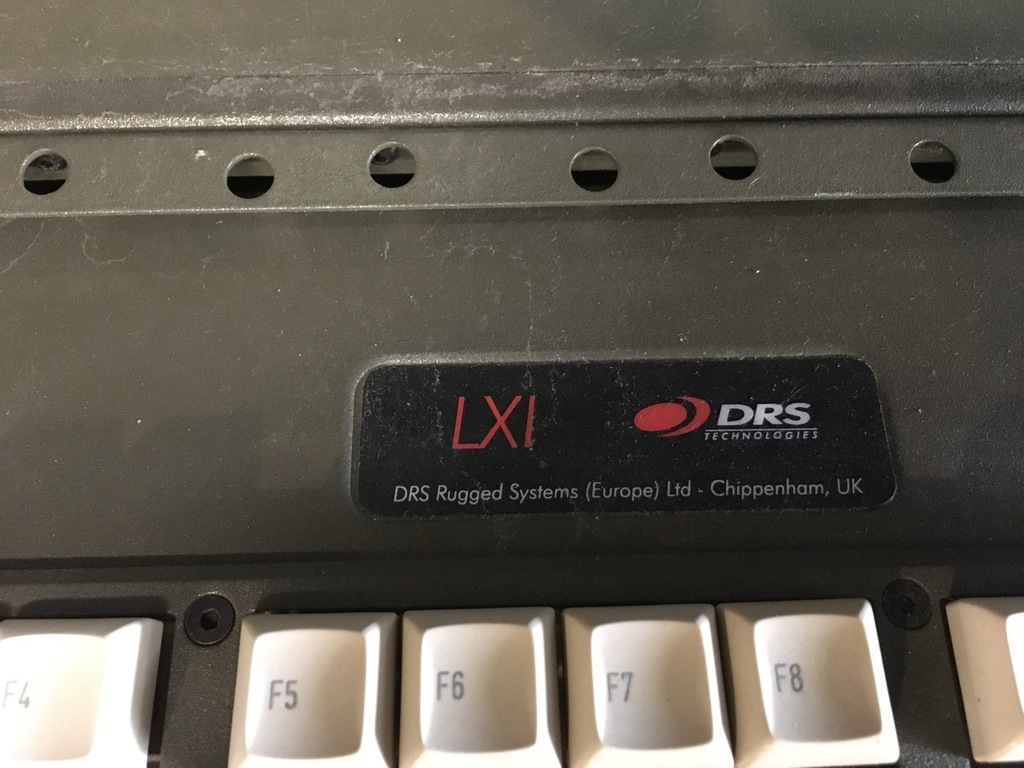 LXI
DRS
TECHNOLOGIES
DRS Rugged Systems (Europe) Ltd - Chippenham, UK
F4 F5 F6 F7 F8